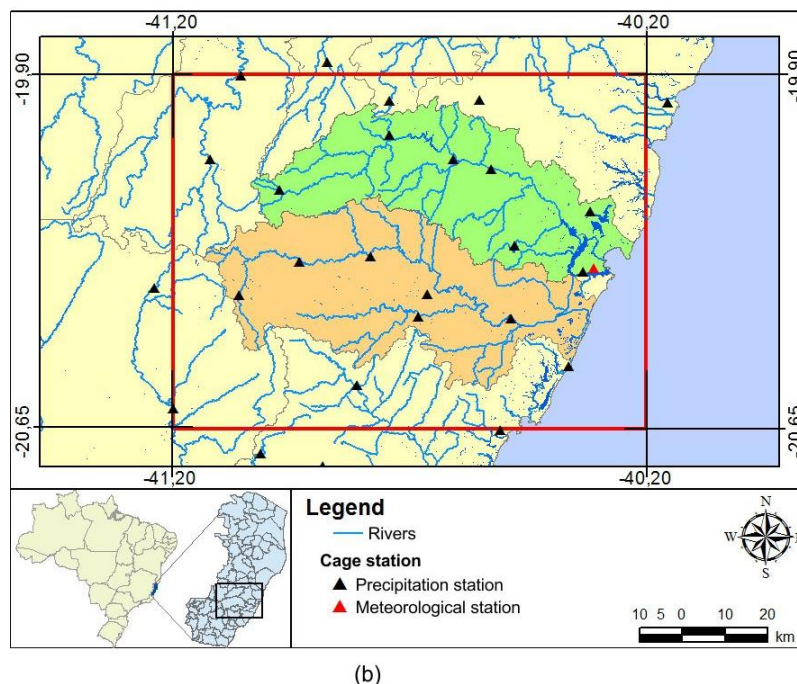 -41,20
-40,20
-19,90
-19,90
-20,65
-20,65
-41,20
-40,20
Legend
Rivers
Cage station
Precipitation station
Meteorological station
N
W
E
S
10 5 0 10 20
km
(b)